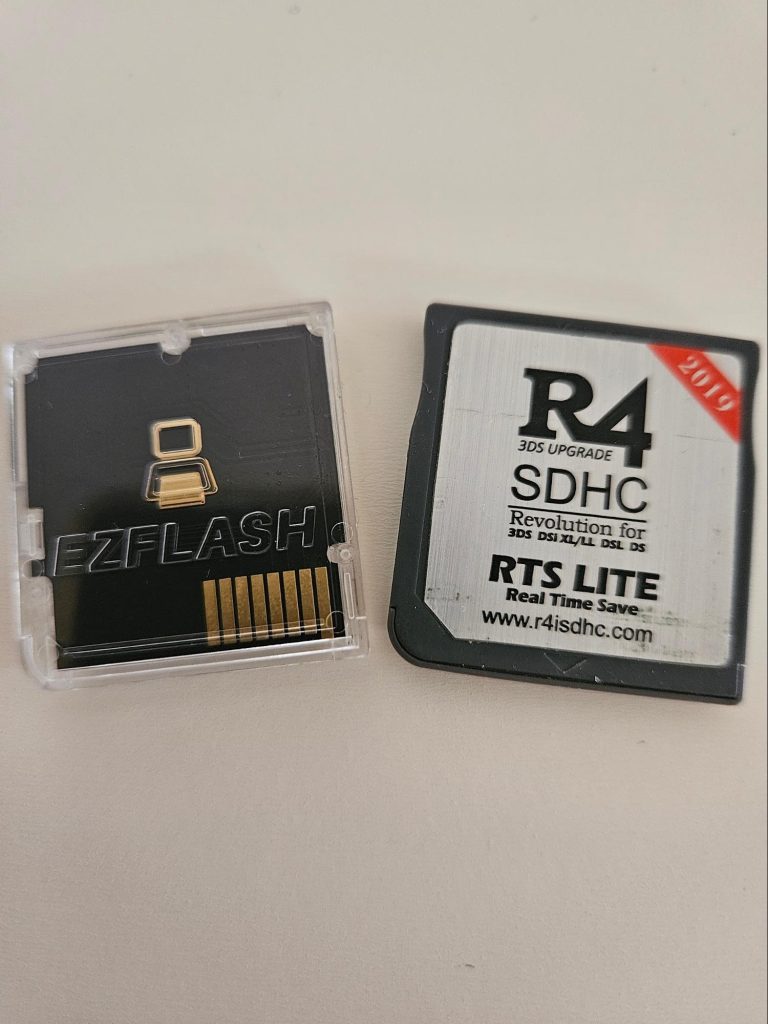 EZFLASH
2019
R4
3DS UPGRADE
SDHC
Revolution for
3DS DSi XL/LL DSL DS
RTS LITE
Real Time Save
www.r4isdhc.com